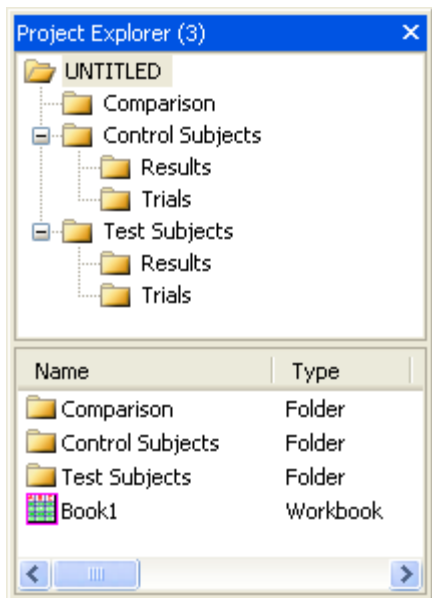 Project Explorer (3)
UNTITLED
Comparison
Control Subjects
Results
Trials
Test Subjects
Results
Trials
Name Type
Comparison Folder
Control Subjects Folder
Test Subjects Folder
Book1 Workbook